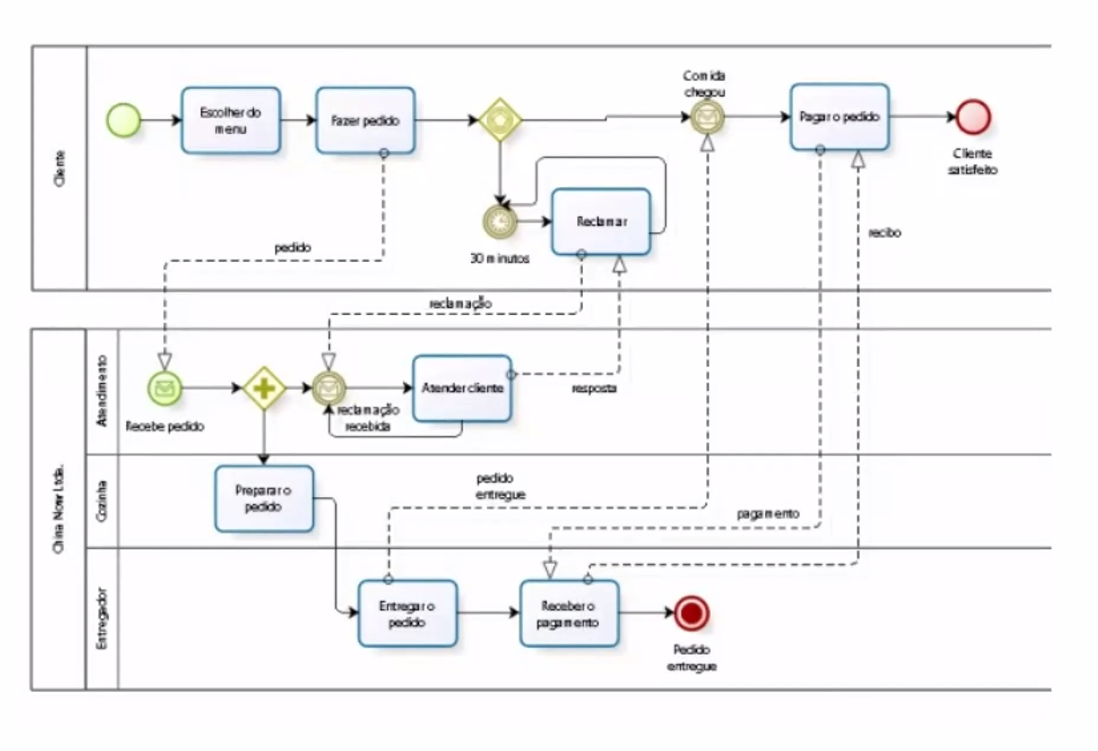 Cliente
Escolher do
menu
Fazer pedido
Comida
chegou
Pagar o pedido
Cliente
satisfeito
Reclamar
30 minutos
pedido
recibo
reclamação
China Now Ltda.
Atendimento
Recebe pedido
reclamação
recebida
Atender cliente
resposta
Cozinha
Preparar o
pedido
pedido
entregue
pagamento
Entregador
Entregar o
pedido
Receber o
pagamento
Pedido
entregue